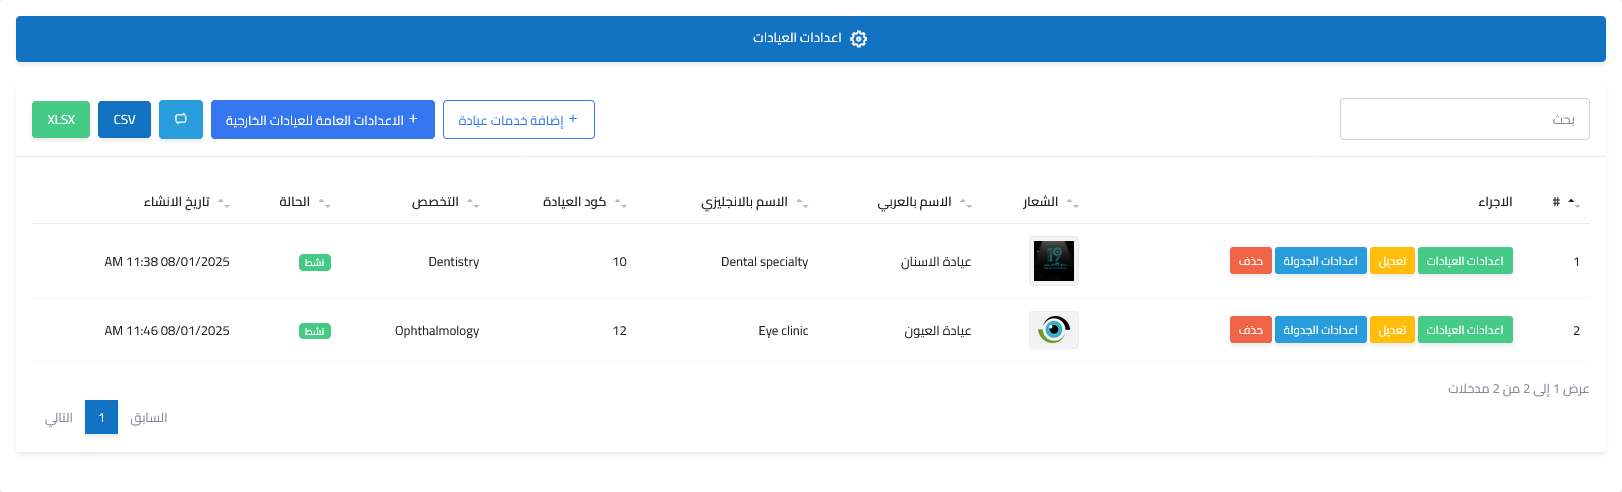 اعدادات العيادات
بحث
+ إضافة خدمات عيادة
+ الاعدادات العامة للعيادات الخارجية
CSV
XLSX
# الاجراء الشعار الاسم بالعربي الاسم بالانجليزي كود العيادة التخصص الحالة تاريخ الانشاء
1 اعدادات العيادات تعديل اعدادات الجدولة حذف 19 عيادة الاسنان Dental specialty 10 Dentistry نشط 08/01/2025 11:38 AM
2 اعدادات العيادات تعديل اعدادات الجدولة حذف عيادة العيون Eye clinic 12 Ophthalmology نشط 08/01/2025 11:46 AM
عرض 1 إلى 2 من 2 مدخلات
السابق 1 التالي